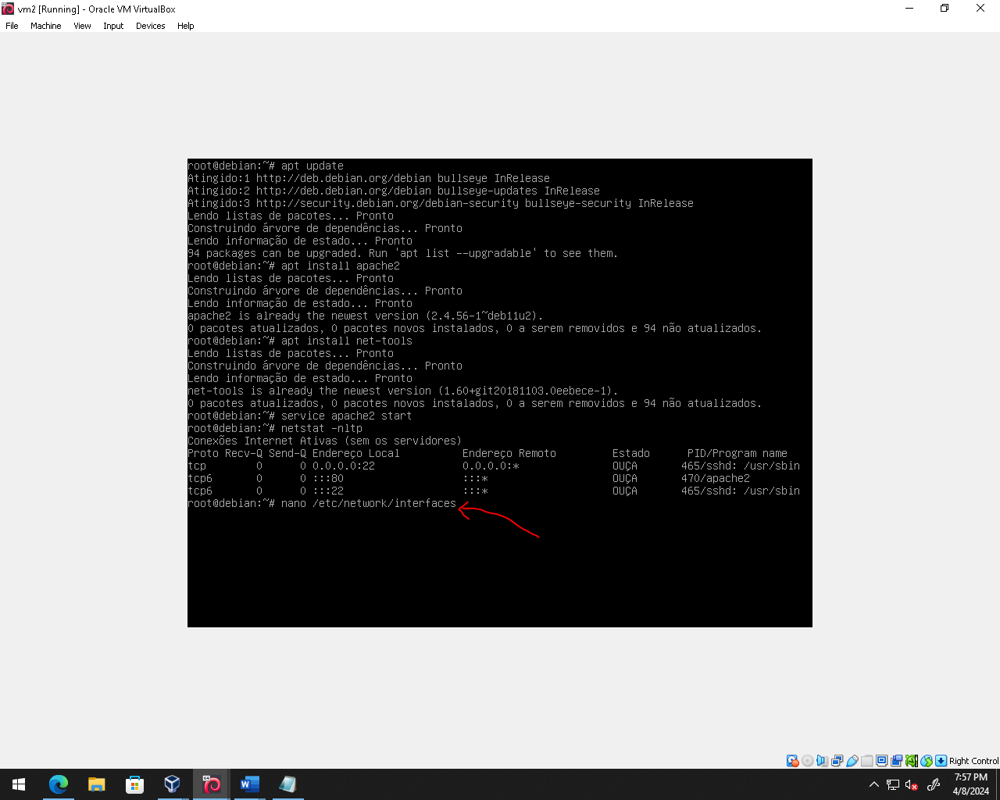 vm2 [Running] - Oracle VM VirtualBox
File Machine View Input Devices Help
root@debian:~# apt update
Atingido:1 http://deb.debian.org/debian bullseye InRelease
Atingido:2 http://deb.debian.org/debian bullseye-updates InRelease
Atingido:3 http://security.debian.org/debian-security bullseye-security InRelease
Lendo listas de pacotes... Pronto
Construindo árvore de dependências... Pronto
Lendo informação de estado... Pronto
94 packages can be upgraded. Run 'apt list --upgradable' to see them.
root@debian:~# apt install apache2
Lendo listas de pacotes... Pronto
Construindo árvore de dependências... Pronto
Lendo informação de estado... Pronto
apache2 is already the newest version (2.4.56-1~deb11u2).
0 pacotes atualizados, 0 pacotes novos instalados, 0 a serem removidos e 94 não atualizados.
root@debian:~# apt install net-tools
Lendo listas de pacotes... Pronto
Construindo árvore de dependências... Pronto
Lendo informação de estado... Pronto
net-tools is already the newest version (1.60+git20181103.0eebece-1).
0 pacotes atualizados, 0 pacotes novos instalados, 0 a serem removidos e 94 não atualizados.
root@debian:~# service apache2 start
root@debian:~# netstat -nltp
Conexões Internet Ativas (sem os servidores)
Proto Recv-Q Send-Q Endereço Local Endereço Remoto Estado PID/Program name
tcp 0 0 0.0.0.0:22 0.0.0.0:* OUÇA 465/sshd: /usr/sbin
tcp6 0 0 :::80 :::* OUÇA 470/apache2
tcp6 0 0 :::22 :::* OUÇA 465/sshd: /usr/sbin
root@debian:~# nano /etc/network/interfaces
Right Control
64
W
7:57 PM
4/8/2024